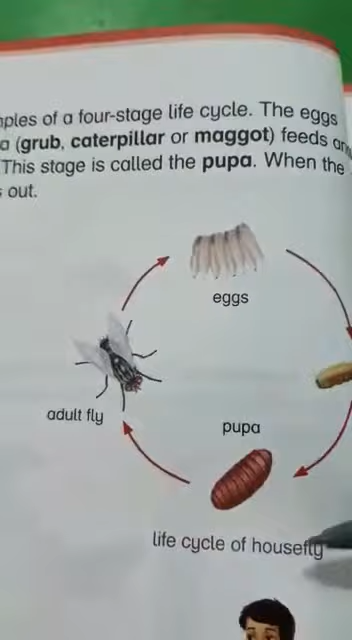 ples of a four-stage life cycle. The eggs
a (grub, caterpillar or maggot) feeds
This stage is called the pupa. When the
out.
eggs
adult fly
pupa
life cycle of housefly